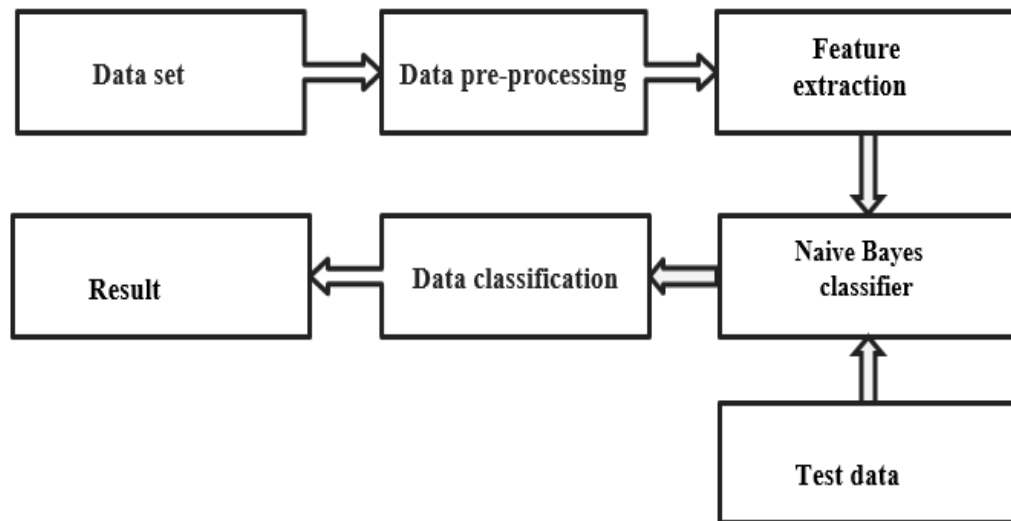 Data set
Data pre-processing
Feature
extraction
Result
Data classification
Naive Bayes
classifier
Test data